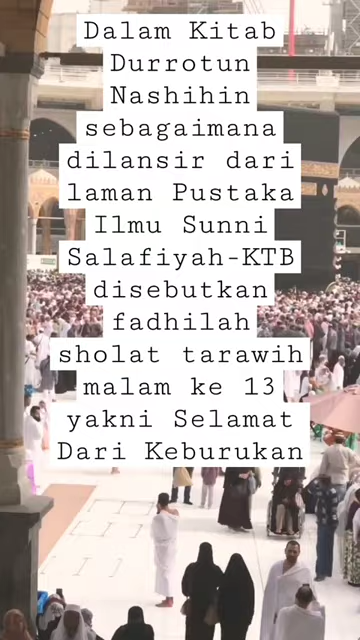 Dalam Kitab
Durrotun
Nashihin
sebagaimana
dilansir dari
laman Pustaka
Ilmu Sunni
Salafiyah-KTB
disebutkan
fadhilah
sholat tarawih
malam ke 13
yakni Selamat
Dari Keburukan